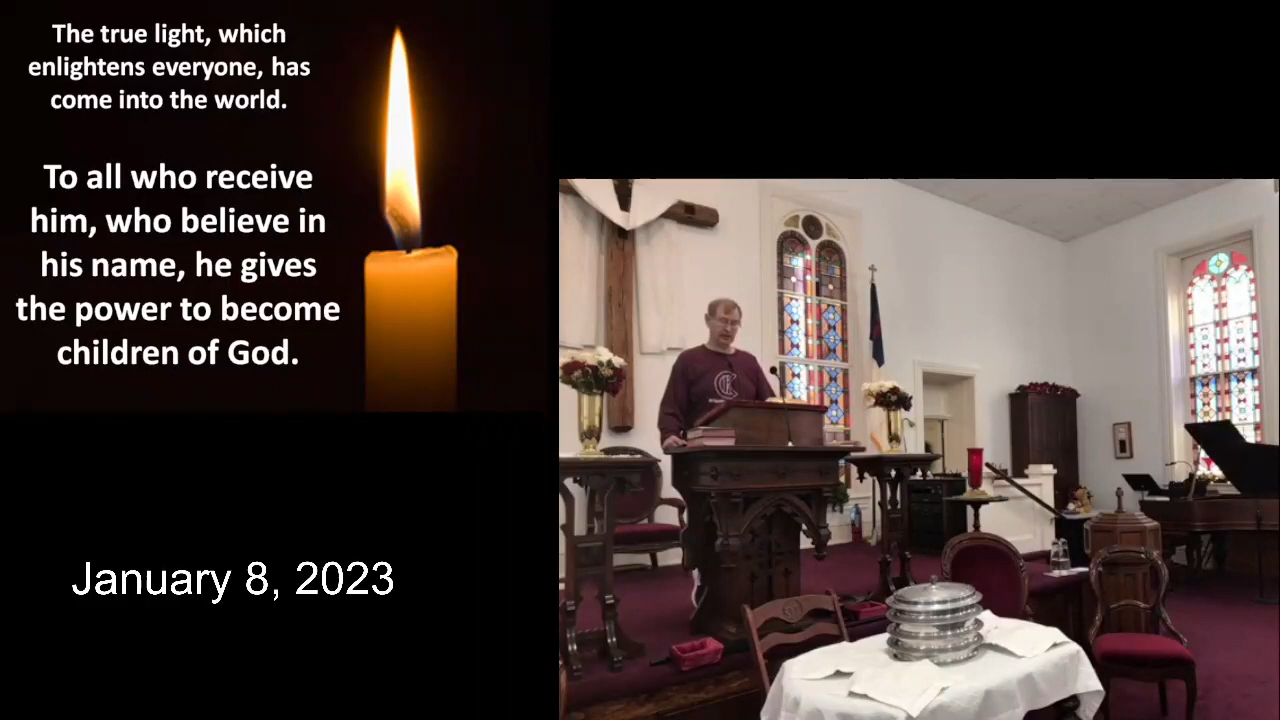 The true light, which
enlightens everyone, has
come into the world.
To all who receive
him, who believe in
his name, he gives
the power to become
children of God.
January 8, 2023